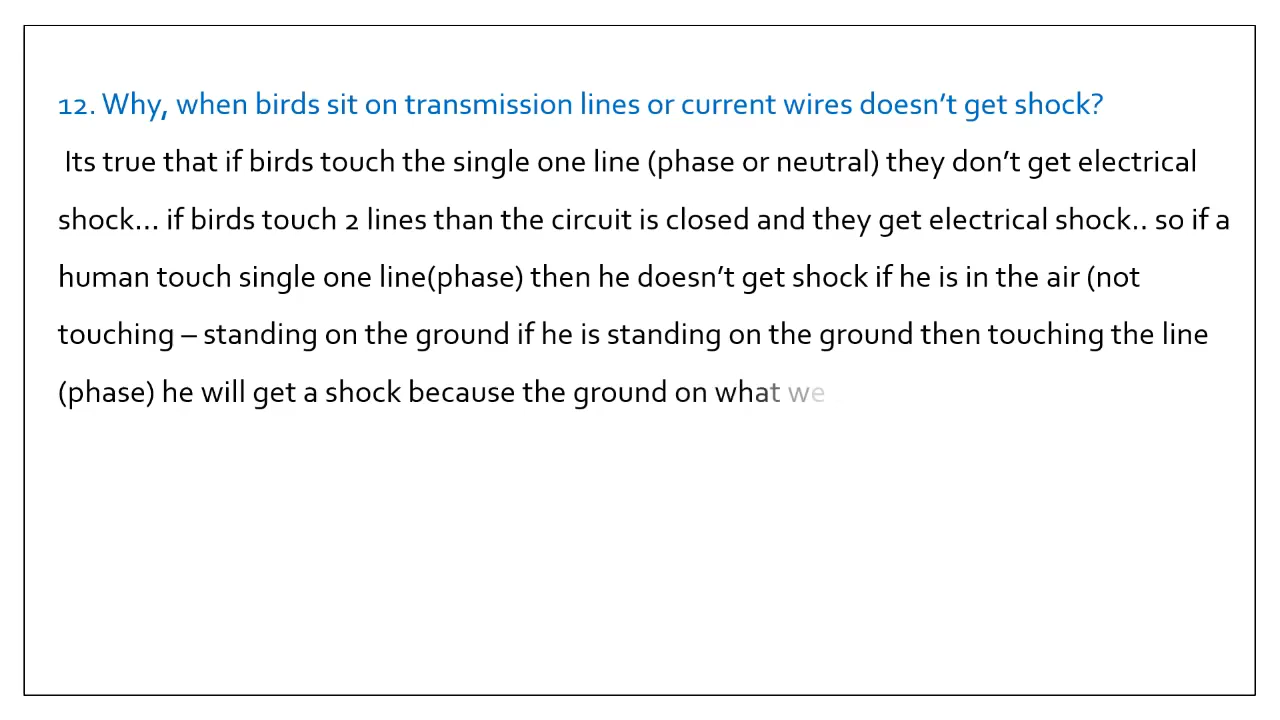 12. Why, when birds sit on transmission lines or current wires doesn’t get shock?
Its true that if birds touch the single one line (phase or neutral) they don’t get electrical
shock... if birds touch 2 lines than the circuit is closed and they get electrical shock.. so if a
human touch single one line(phase) then he doesn’t get shock if he is in the air (not
touching – standing on the ground if he is standing on the ground then touching the line
(phase) he will get a shock because the ground on what we